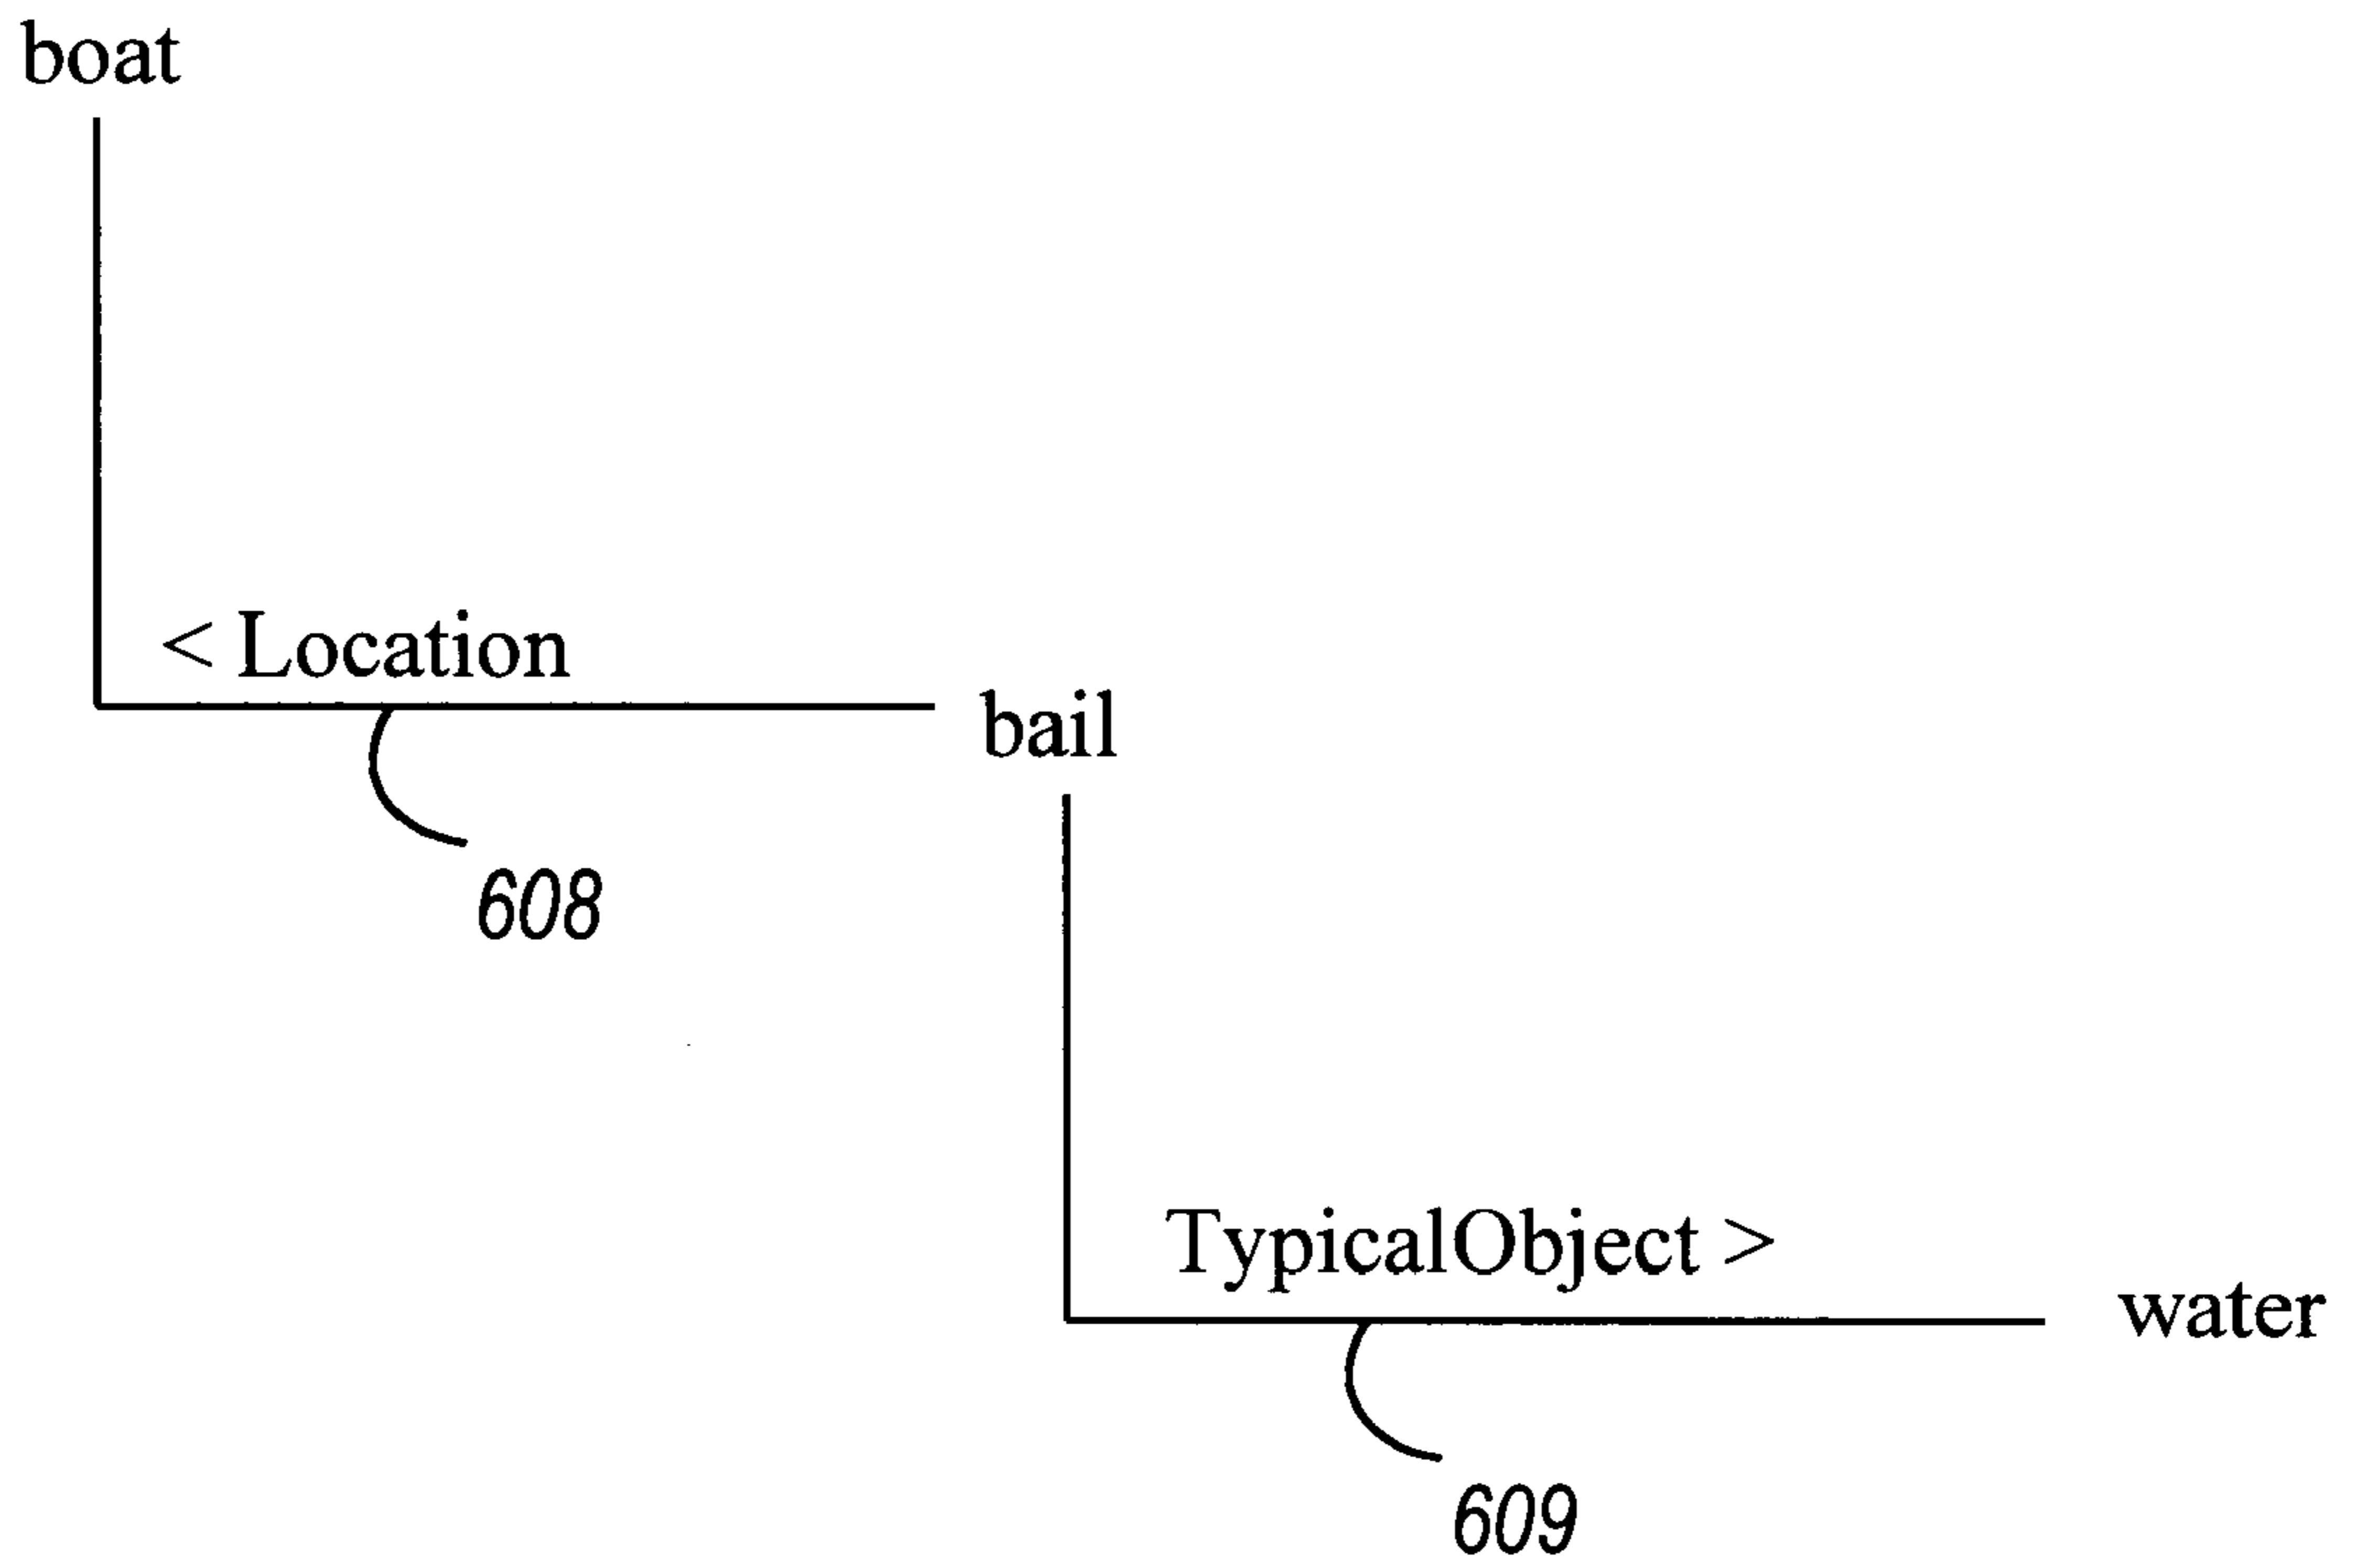 boat
< Location
bail
608
TypicalObject >
water
609